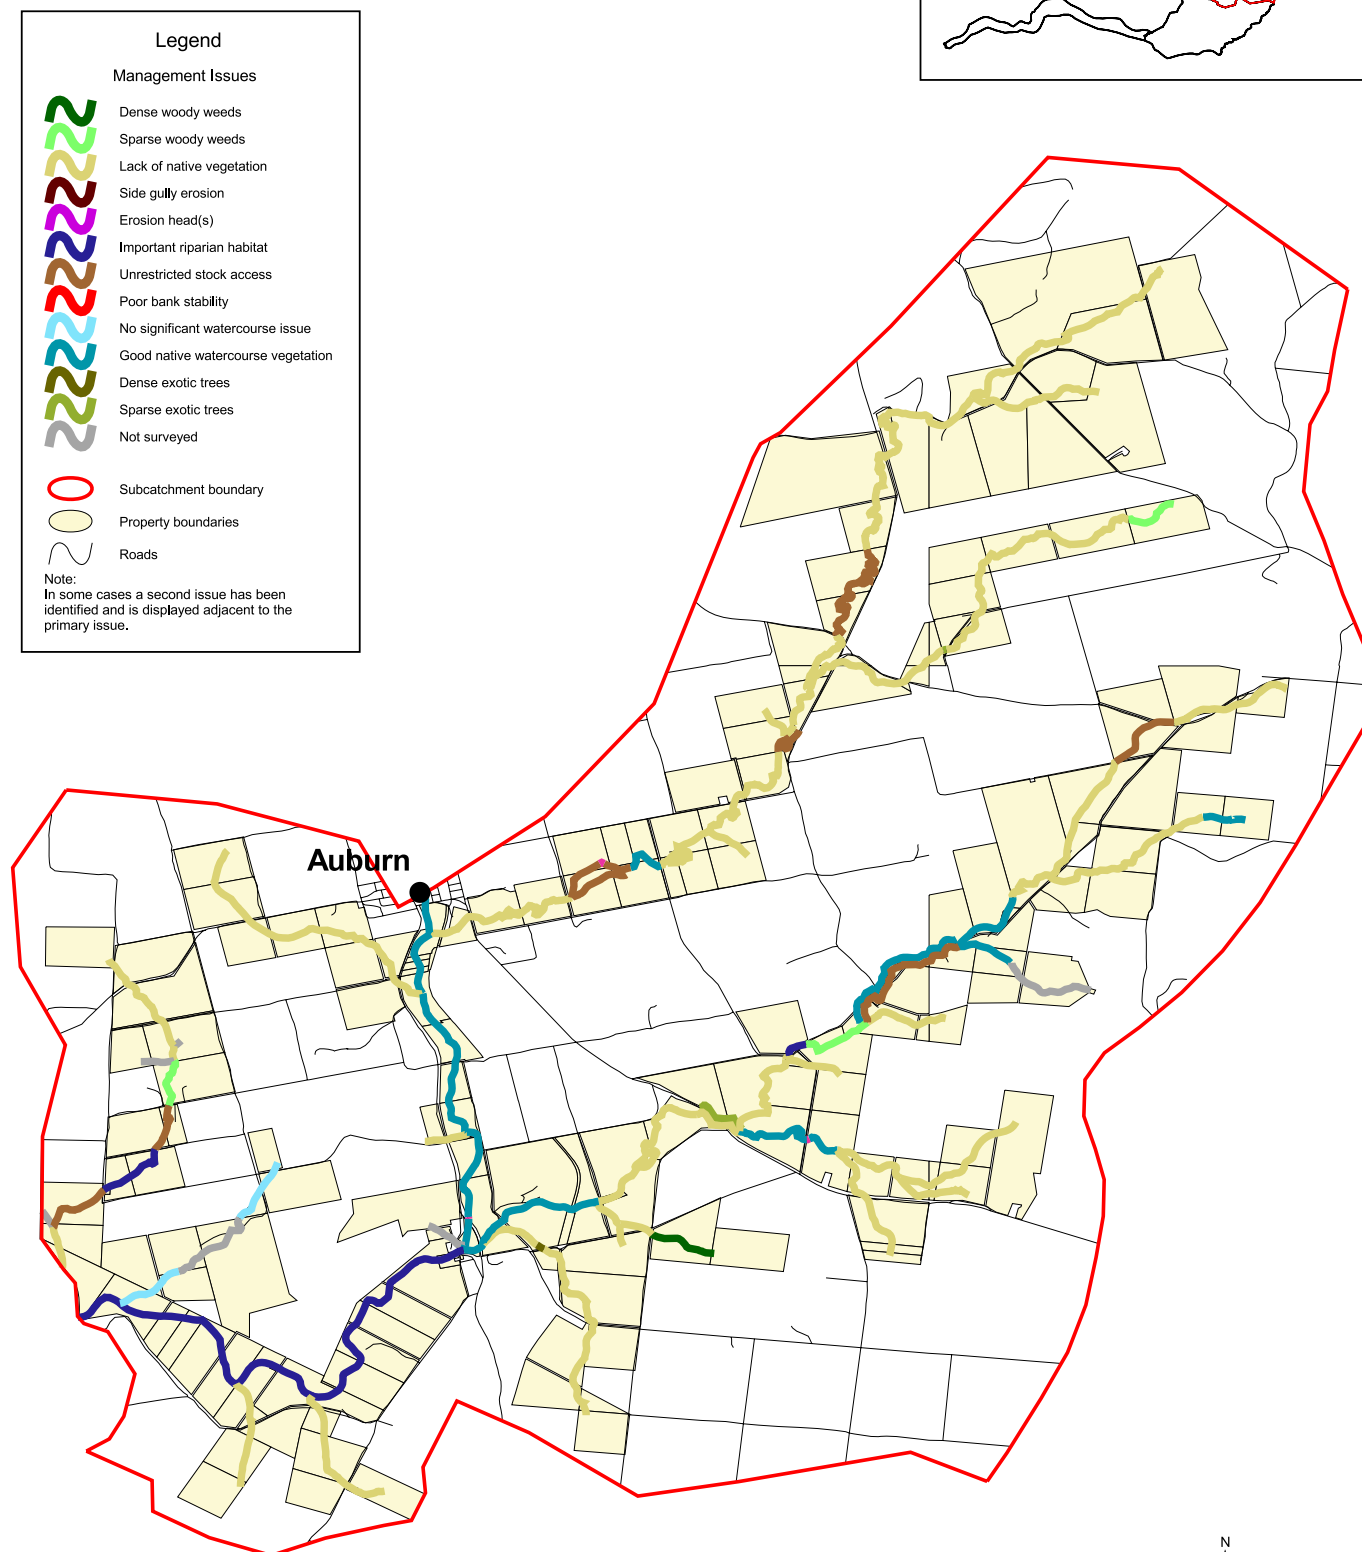 Legend
Management Issues
Dense woody weeds
Sparse woody weeds
Lack of native vegetation
Side gully erosion
Erosion head(s)
Important riparian habitat
Unrestricted stock access
Poor bank stability
No significant watercourse issue
Good native watercourse vegetation
Dense exotic trees
Sparse exotic trees
Not surveyed
Subcatchment boundary
Property boundaries
Roads
Note:
In some cases a second issue has been
identified and is displayed adjacent to the
primary issue.
Auburn
N